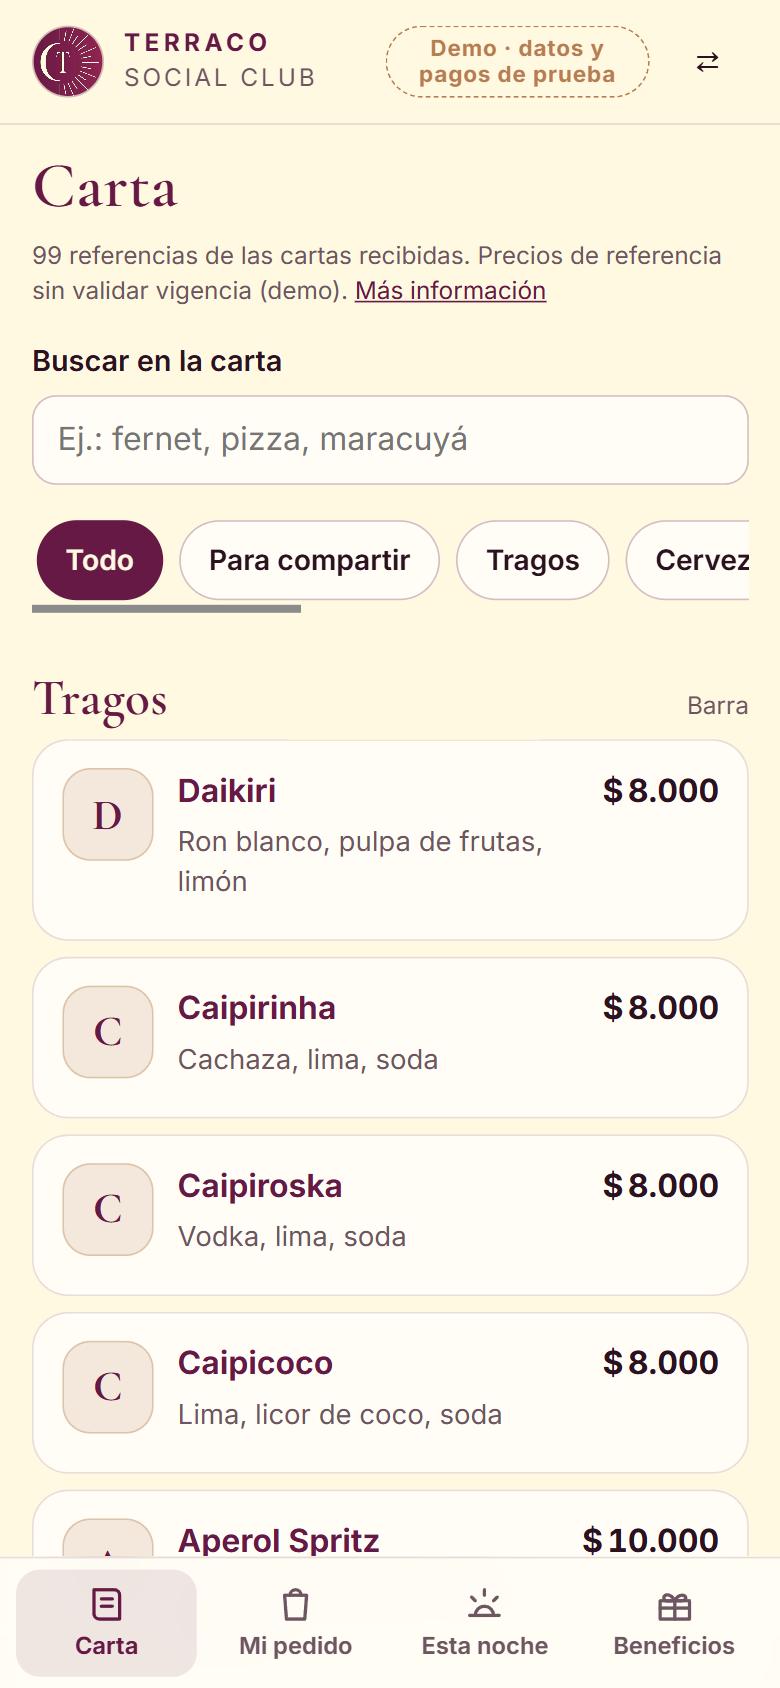 TERRACO
SOCIAL CLUB
Demo · datos y
pagos de prueba
Carta
99 referencias de las cartas recibidas. Precios de referencia
sin validar vigencia (demo). Más información
Buscar en la carta
Ej.: fernet, pizza, maracuyá
Todo Para compartir Tragos Cervez
Tragos Barra
D Daikiri $ 8.000
Ron blanco, pulpa de frutas,
limón
C Caipirinha $ 8.000
Cachaza, lima, soda
C Caipiroska $ 8.000
Vodka, lima, soda
C Caipicoco $ 8.000
Lima, licor de coco, soda
Aperol Spritz $ 10.000
Carta Mi pedido Esta noche Beneficios